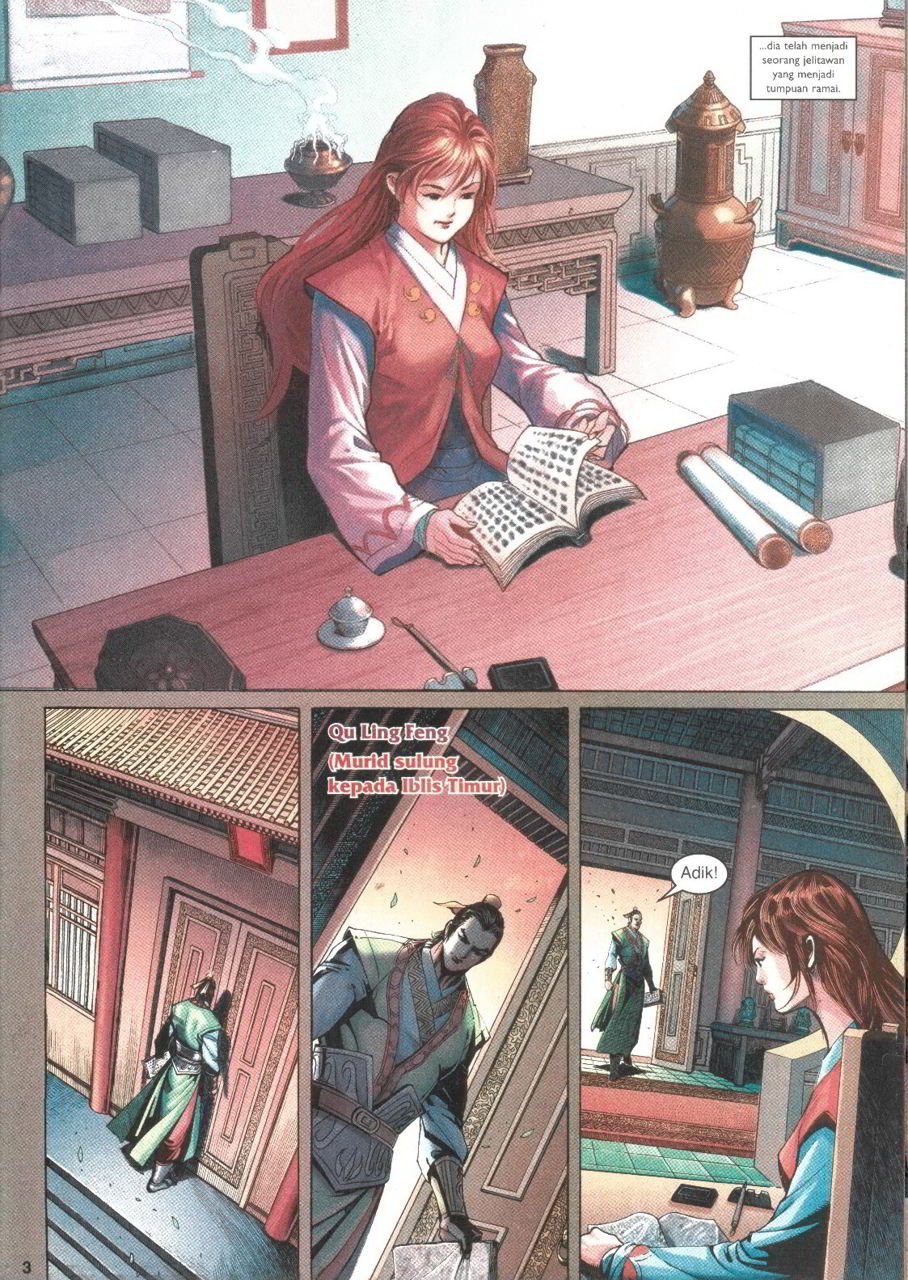 ...dia telah menjadi
seorang jelitawan
yang menjadi
tumpuan ramai.
Qu Ling Feng
(Murid sulung
kepada Iblis Timur)
Adik!
3